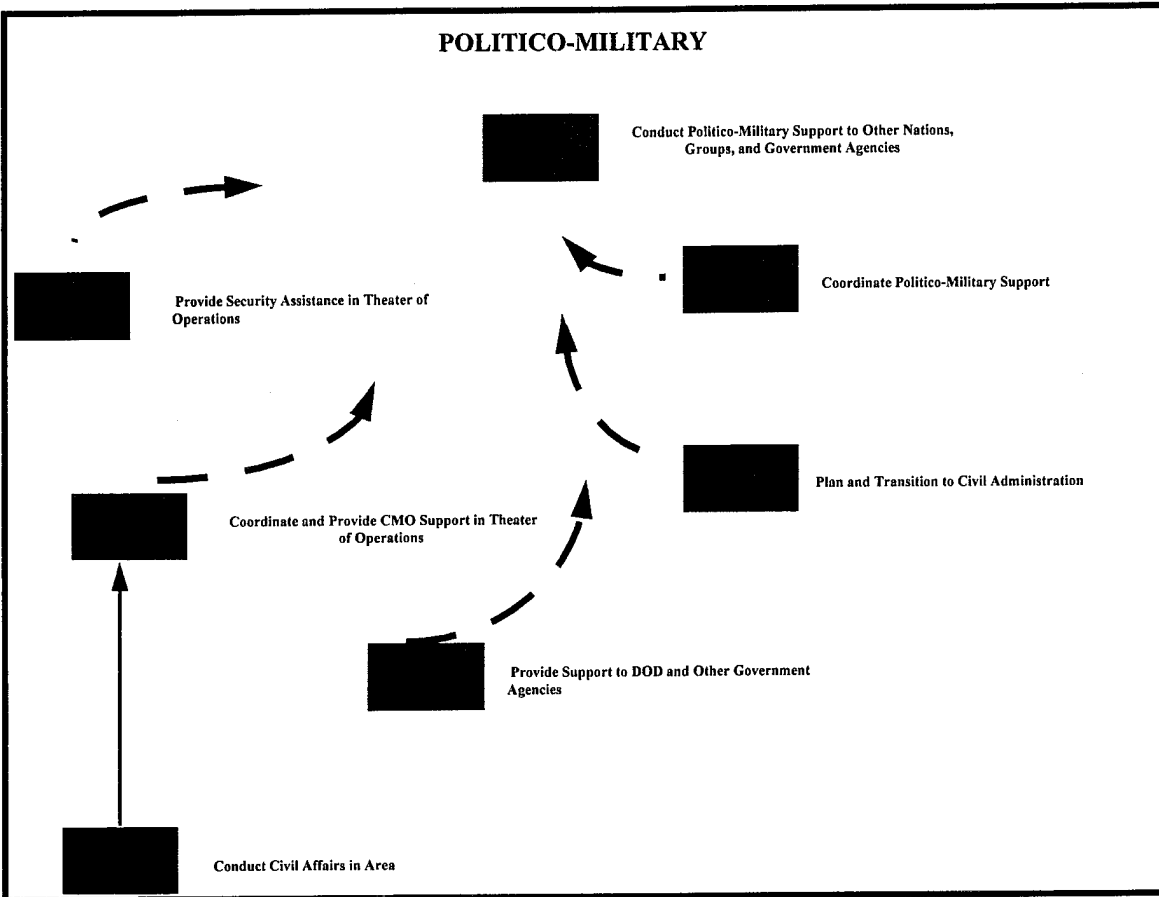 POLITICO-MILITARY
Conduct Politico-Military Support to Other Nations,
Groups, and Government Agencies
Coordinate Politico-Military Support
Provide Security Assistance in Theater of
Operations
Plan and Transition to Civil Administration
Coordinate and Provide CMO Support in Theater
of Operations
Provide Support to DOD and Other Government
Agencies
Conduct Civil Affairs in Area